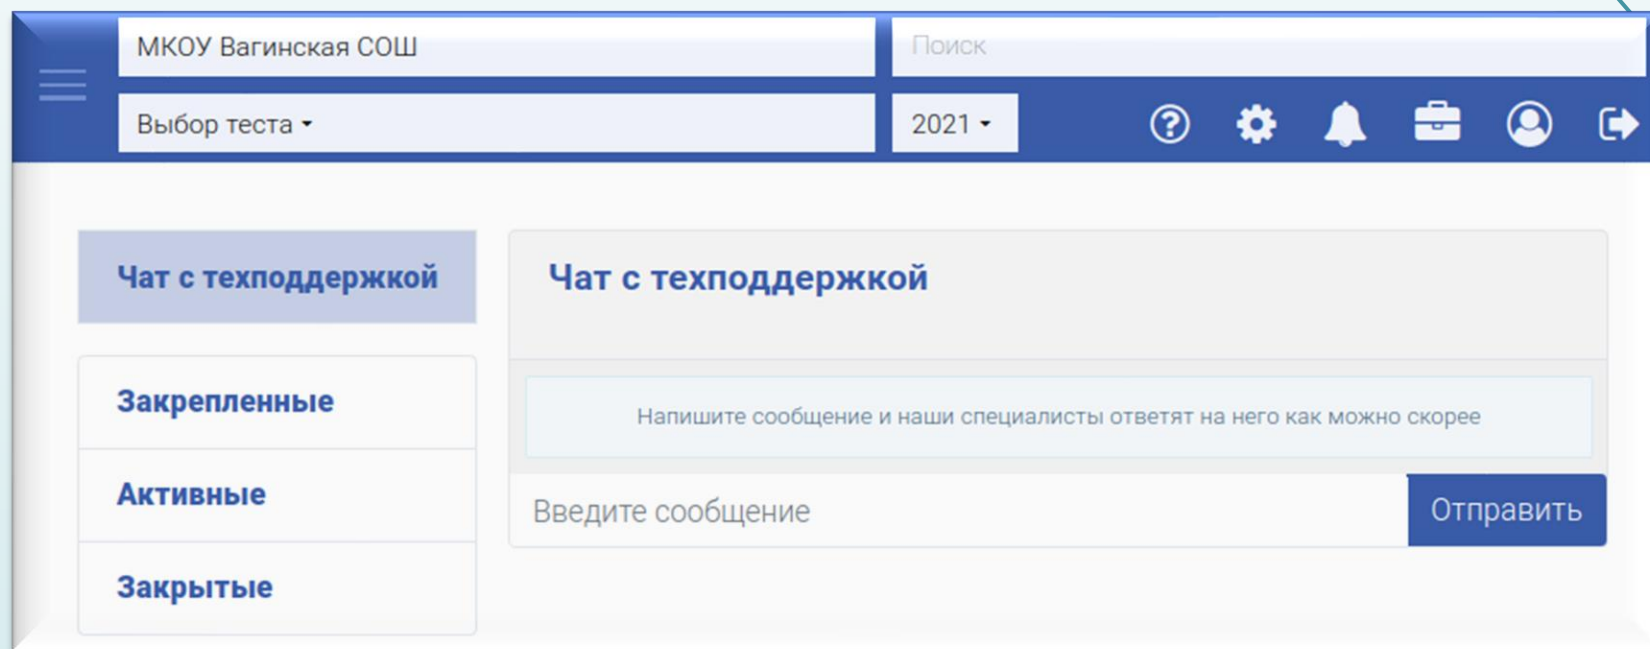 МКОУ Вагинская СОШ
Поиск
Выбор теста
2021
Чат с техподдержкой
Закрепленные
Активные
Закрытые
Чат с техподдержкой
Напишите сообщение и наши специалисты ответят на него как можно скорее
Введите сообщение
Отправить